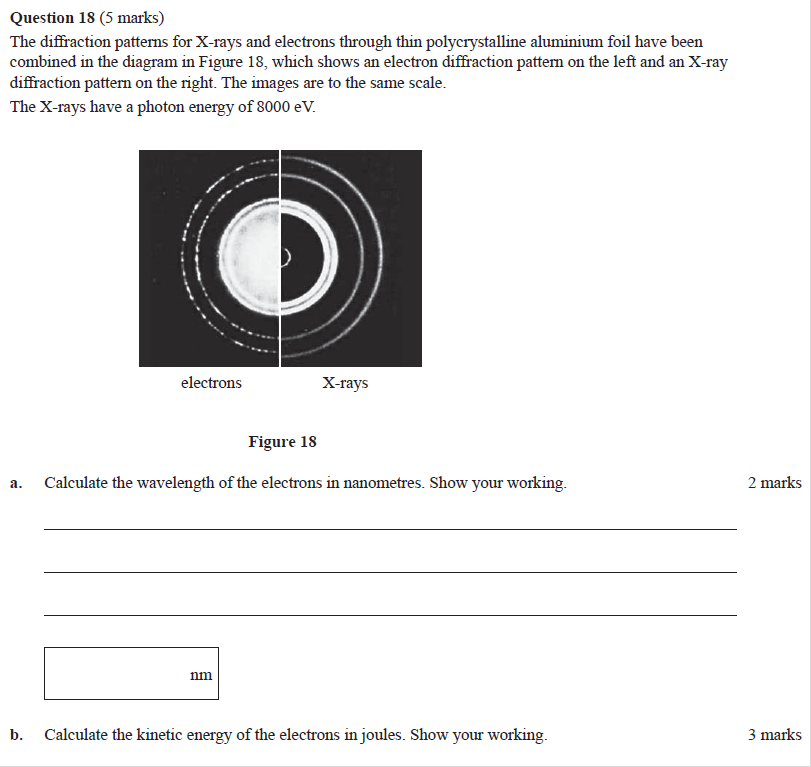 Question 18 (5 marks)
The diffraction patterns for X-rays and electrons through thin polycrystalline aluminium foil have been
combined in the diagram in Figure 18, which shows an electron diffraction pattern on the left and an X-ray
diffraction pattern on the right. The images are to the same scale.
The X-rays have a photon energy of 8000 eV.
electrons X-rays
Figure 18
a. Calculate the wavelength of the electrons in nanometres. Show your working. 2 marks
nm
b. Calculate the kinetic energy of the electrons in joules. Show your working. 3 marks